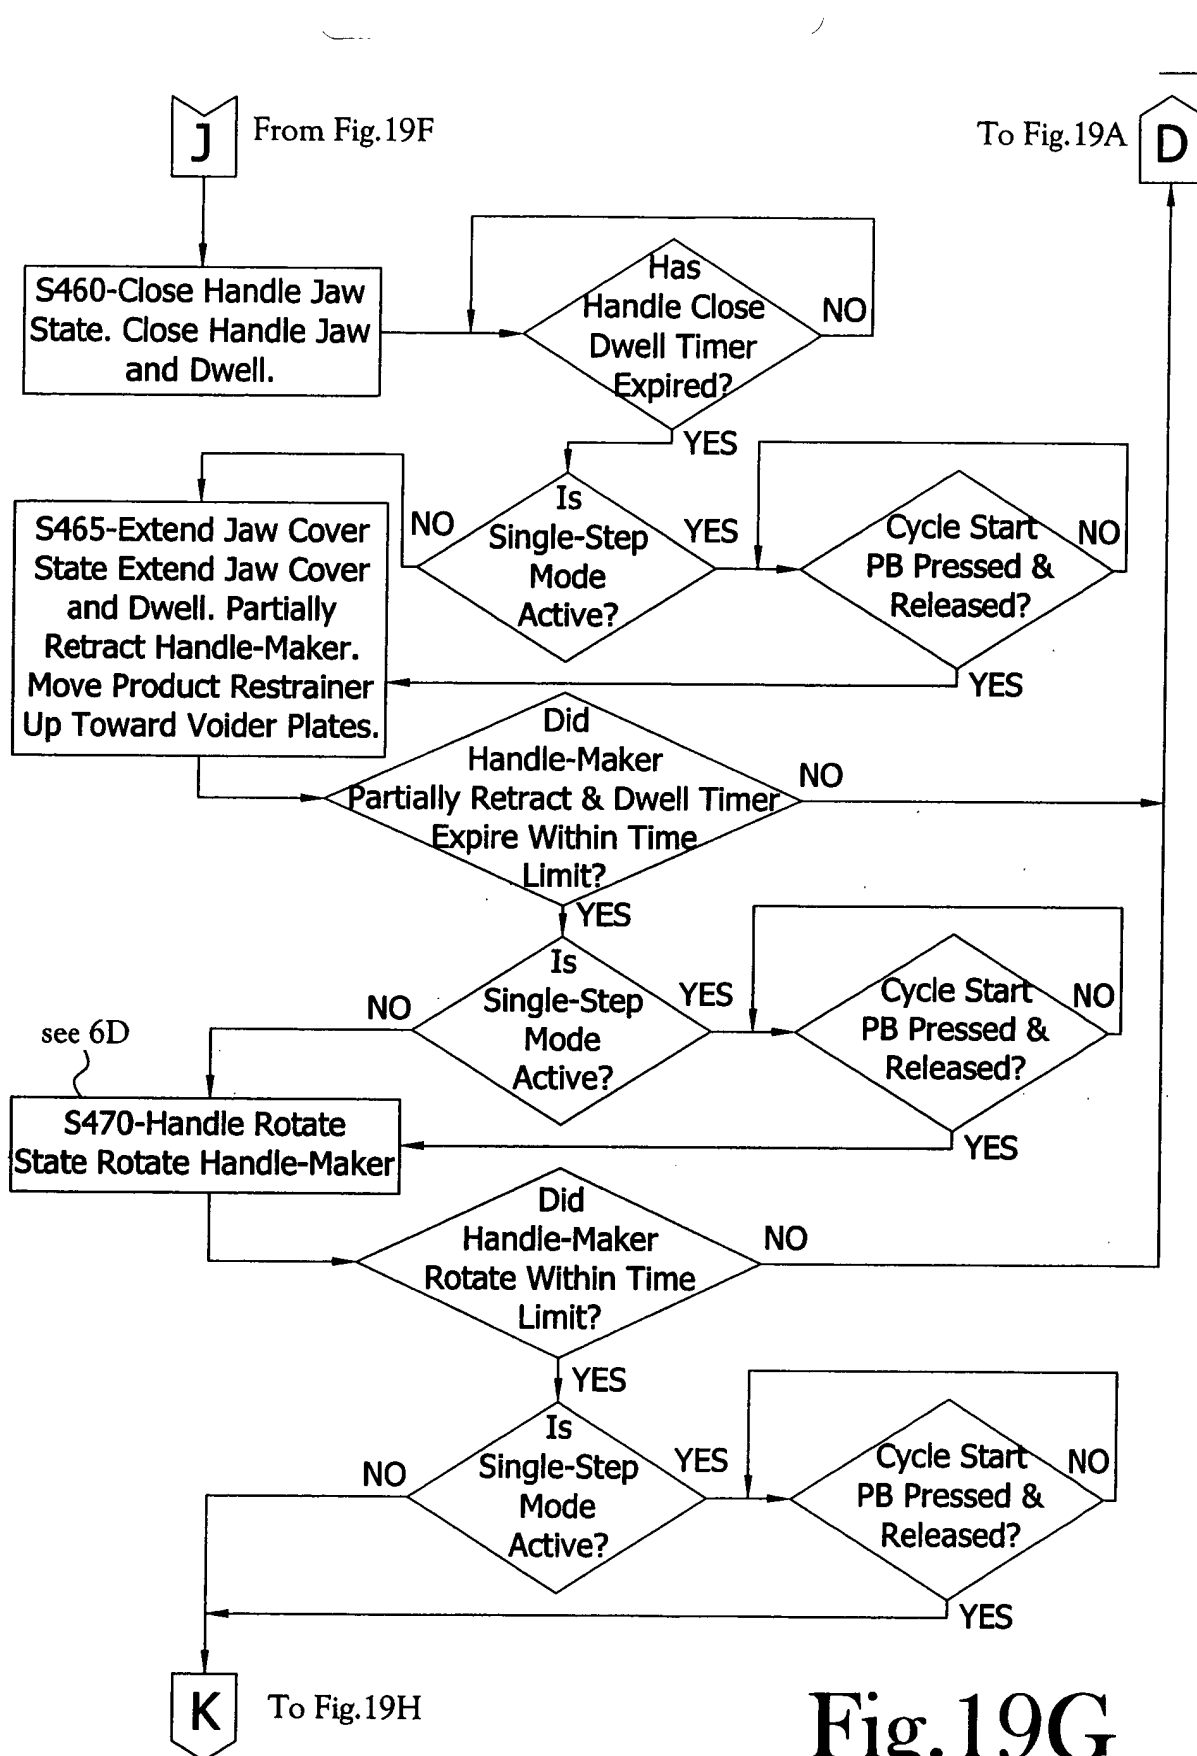 J
From Fig.19F
To Fig.19A
D
S460-Close Handle Jaw
State. Close Handle Jaw
and Dwell.
Has
Handle Close
Dwell Timer
Expired?
NO
YES
S465-Extend Jaw Cover
State Extend Jaw Cover
and Dwell. Partially
Retract Handle-Maker.
Move Product Restrainer
Up Toward Voider Plates.
NO
Is
Single-Step
Mode
Active?
YES
Cycle Start
PB Pressed &
Released?
NO
YES
Did
Handle-Maker
Partially Retract & Dwell Timer
Expire Within Time
Limit?
NO
YES
NO
Is
Single-Step
Mode
Active?
YES
Cycle Start
PB Pressed &
Released?
NO
YES
see 6D
S470-Handle Rotate
State Rotate Handle-Maker
Did
Handle-Maker
Rotate Within Time
Limit?
NO
YES
NO
Is
Single-Step
Mode
Active?
YES
Cycle Start
PB Pressed &
Released?
NO
YES
K
To Fig.19H
Fig.19G